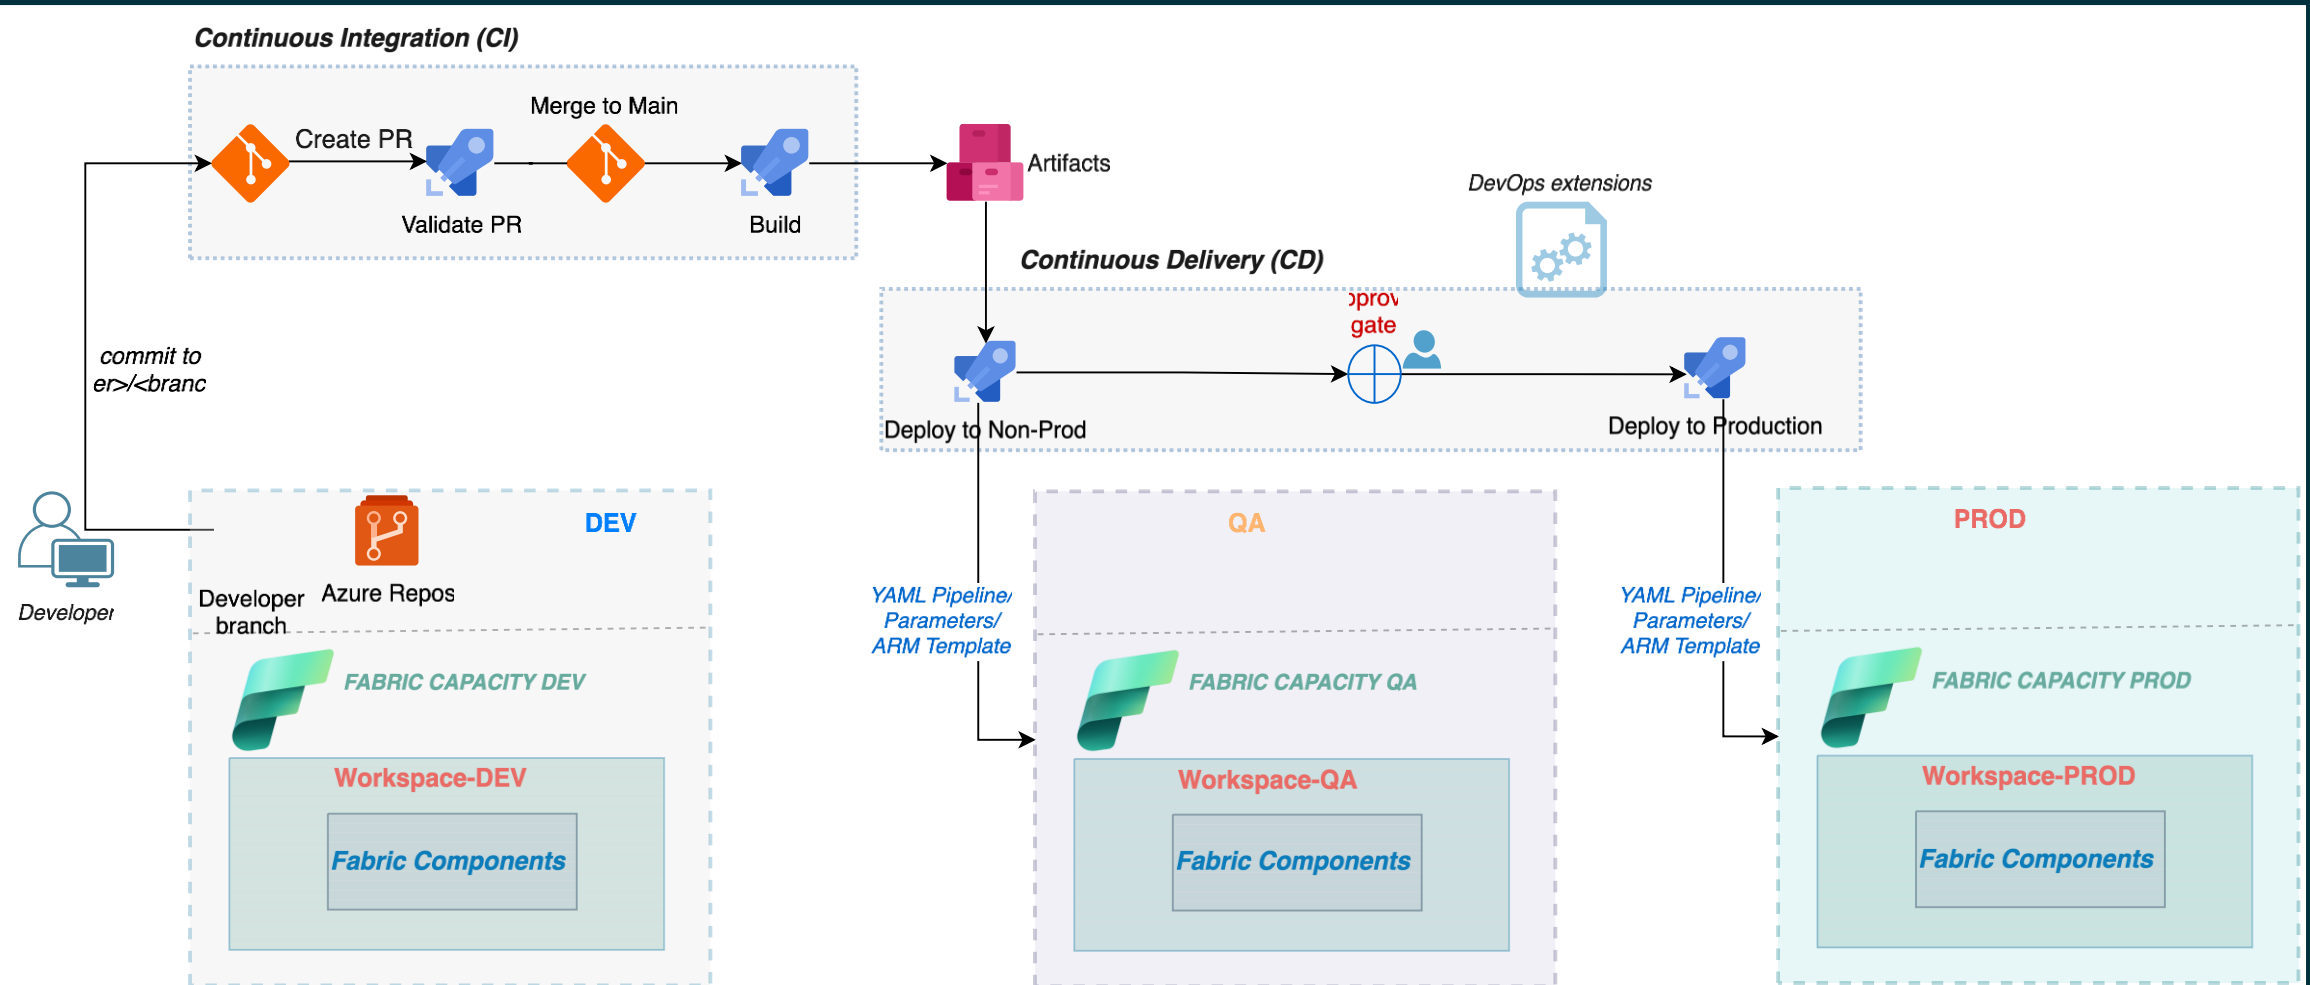 Continuous Integration (CI)
Merge to Main
Create PR
Validate PR
Build
Artifacts
DevOps extensions
Continuous Delivery (CD)
pprov
gate
commit to
er>/<branc
Deploy to Non-Prod
Deploy to Production
Developer
DEV
Azure Repos
Developer
branch
QA
PROD
YAML Pipeline/
Parameters/
ARM Template
YAML Pipeline/
Parameters/
ARM Template
FABRIC CAPACITY DEV
Workspace-DEV
Fabric Components
FABRIC CAPACITY QA
Workspace-QA
Fabric Components
FABRIC CAPACITY PROD
Workspace-PROD
Fabric Components